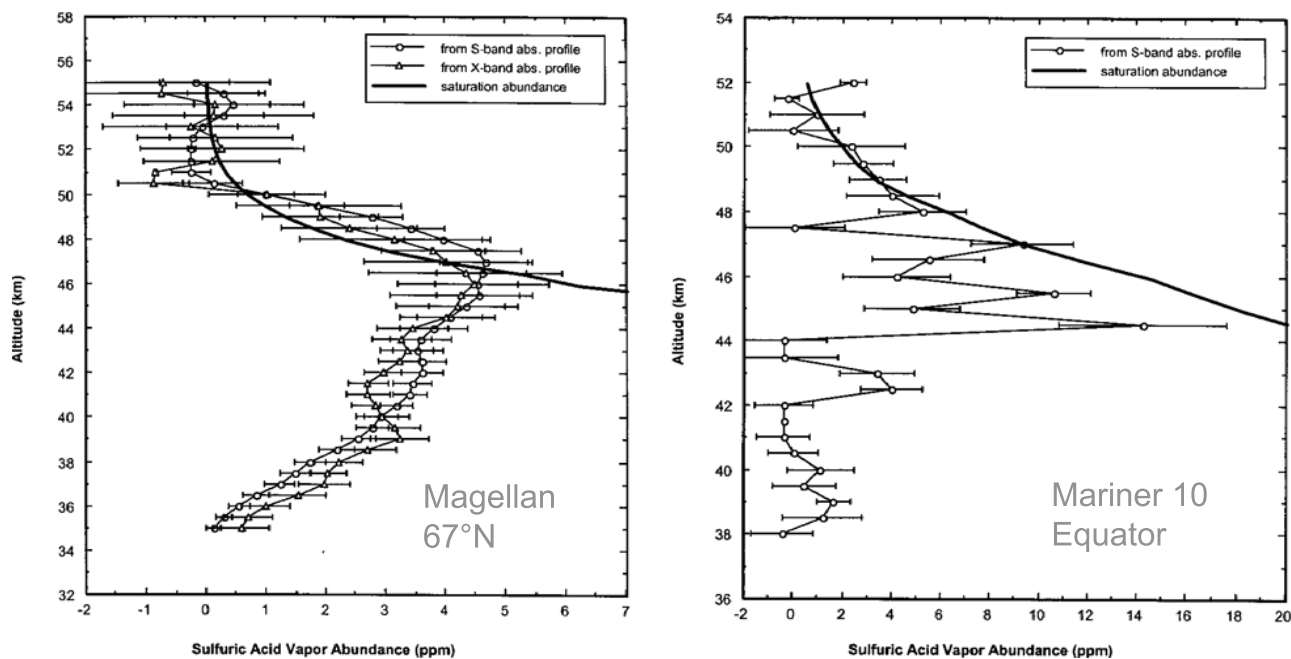 58
56
54
52
50
48
46
44
42
40
38
36
34
32
Altitude (km)
from S-band abs. profile
from X-band abs. profile
saturation abundance
Magellan
67°N
-2 -1 0 1 2 3 4 5 6 7
Sulfuric Acid Vapor Abundance (ppm)
54
52
50
48
46
44
42
40
38
36
Altitude (km)
from S-band abs. profile
saturation abundance
Mariner 10
Equator
-2 0 2 4 6 8 10 12 14 16 18 20
Sulfuric Acid Vapor Abundance (ppm)